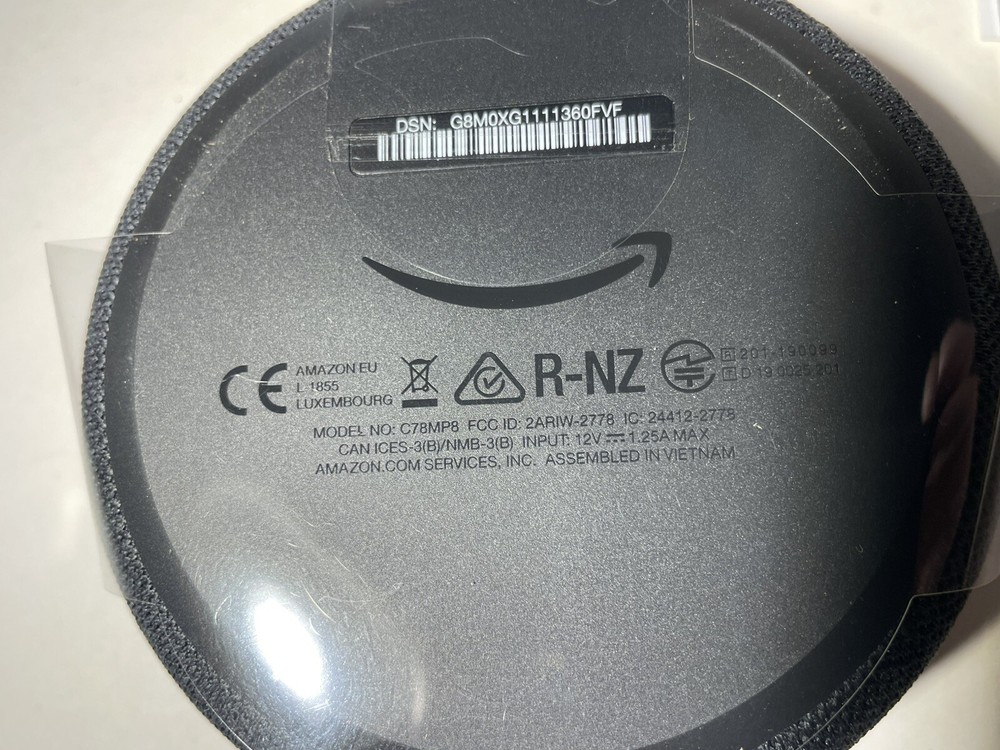 DSN: G8M0XG1111360FVF
CE AMAZON EU
L-1855
LUXEMBOURG
R-NZ
R 201-190099
T D 19 0025 201
MODEL NO: C78MP8 FCC ID: 2ARIW-2778 IC: 24412-2778
CAN ICES-3(B)/NMB-3(B) INPUT: 12V⎓1.25A MAX
AMAZON.COM SERVICES, INC. ASSEMBLED IN VIETNAM